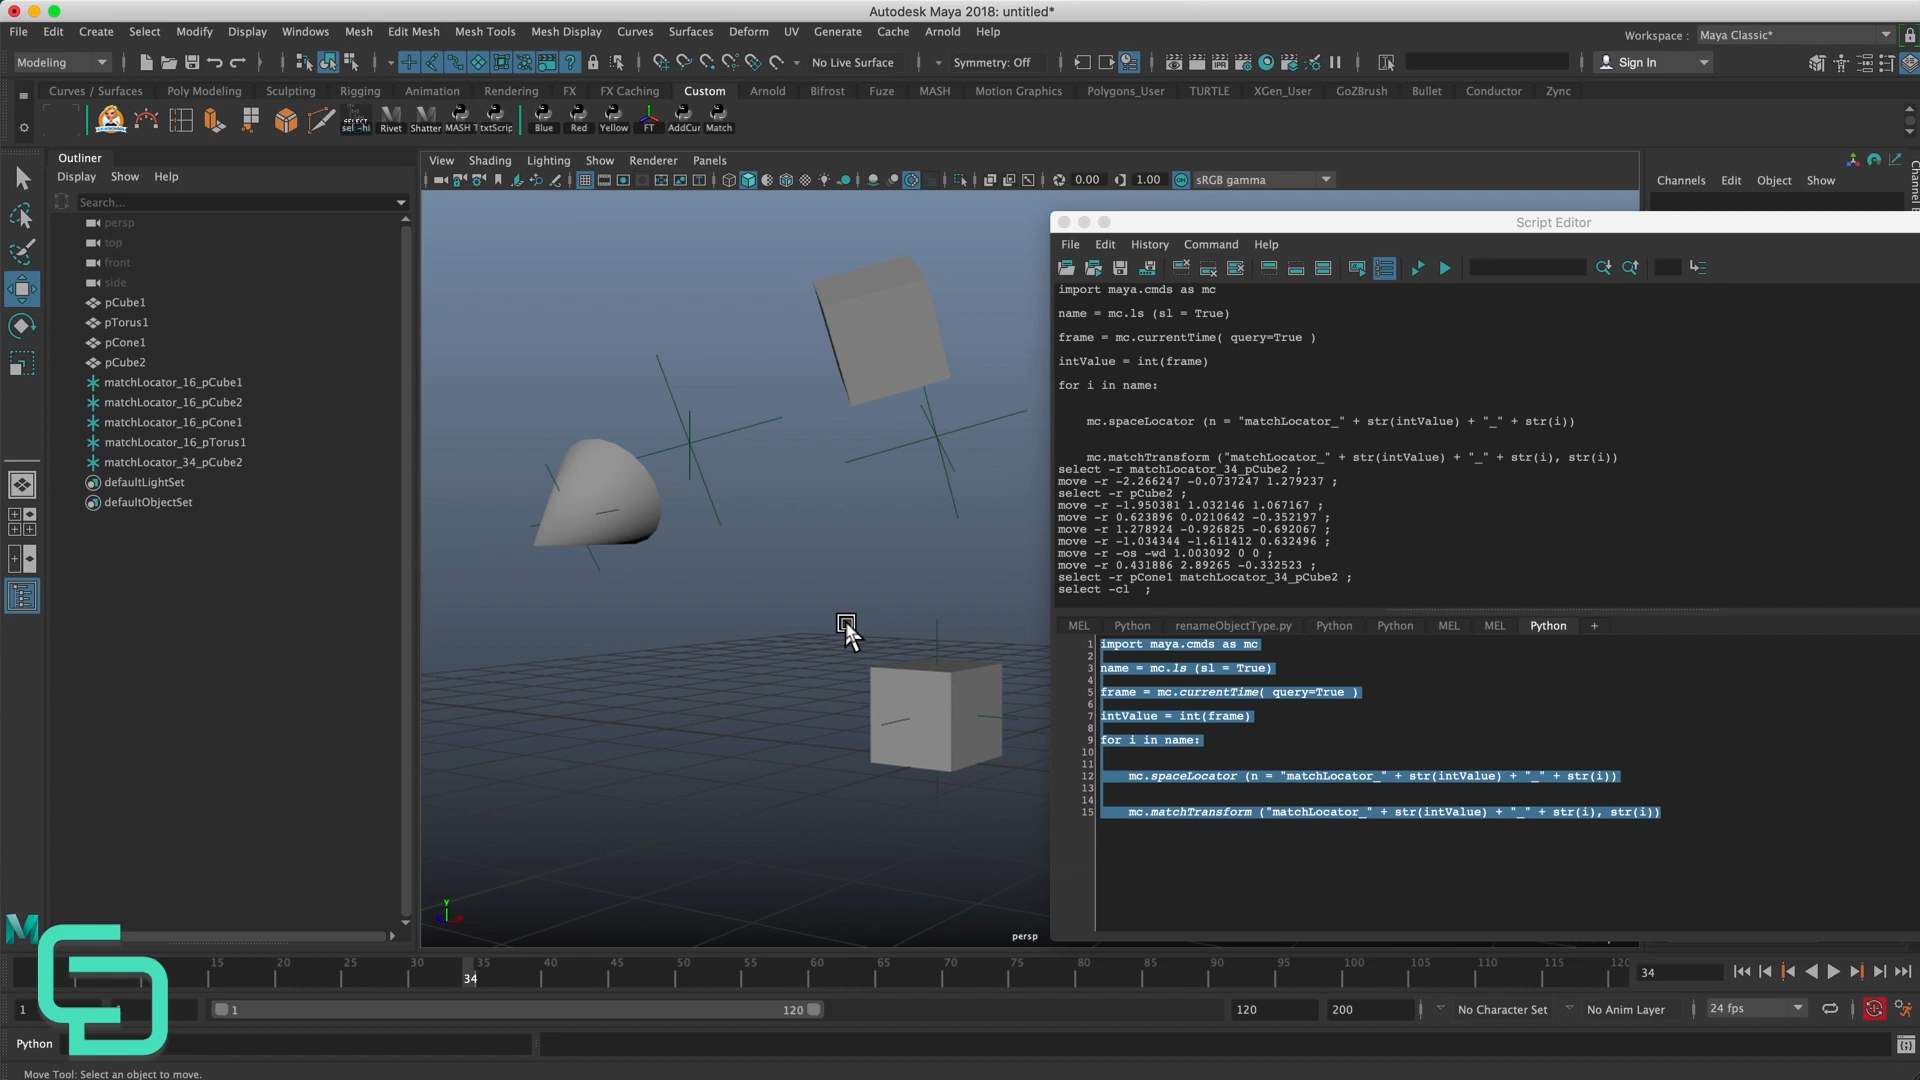 Autodesk Maya 2018: untitled*
File Edit Create Select Modify Display Windows Mesh Edit Mesh Mesh Tools Mesh Display Curves Surfaces Deform UV Generate Cache Arnold Help
Workspace : Maya Classic*
Modeling No Live Surface Symmetry: Off Sign In
Curves / Surfaces Poly Modeling Sculpting Rigging Animation Rendering FX FX Caching Custom Arnold Bifrost Fuze MASH Motion Graphics Polygons_User TURTLE XGen_User GoZBrush Bullet Conductor Zync
sel -hi Rivet Shatter MASH T txtScrip Blue Red Yellow FT AddCur Match
Outliner
Display Show Help
Search...
persp
top
front
side
pCube1
pTorus1
pCone1
pCube2
matchLocator_16_pCube1
matchLocator_16_pCube2
matchLocator_16_pCone1
matchLocator_16_pTorus1
matchLocator_34_pCube2
defaultLightSet
defaultObjectSet
View Shading Lighting Show Renderer Panels
0.00 1.00 sRGB gamma
persp
Channels Edit Object Show
Script Editor
File Edit History Command Help
import maya.cmds as mc
name = mc.ls (sl = True)
frame = mc.currentTime( query=True )
intValue = int(frame)
for i in name:
mc.spaceLocator (n = "matchLocator_" + str(intValue) + "_" + str(i))
mc.matchTransform ("matchLocator_" + str(intValue) + "_" + str(i), str(i))
select -r matchLocator_34_pCube2 ;
move -r -2.266247 -0.0737247 1.279237 ;
select -r pCube2 ;
move -r -1.950381 1.032146 1.067167 ;
move -r 0.623896 0.0210642 -0.352197 ;
move -r 1.278924 -0.926825 -0.692067 ;
move -r -1.034344 -1.611412 0.632496 ;
move -r -os -wd 1.003092 0 0 ;
move -r 0.431886 2.89265 -0.332523 ;
select -r pCone1 matchLocator_34_pCube2 ;
select -cl ;
MEL Python renameObjectType.py Python Python MEL MEL Python +
1 import maya.cmds as mc
2
3 name = mc.ls (sl = True)
4
5 frame = mc.currentTime( query=True )
6
7 intValue = int(frame)
8
9 for i in name:
10
11
12 mc.spaceLocator (n = "matchLocator_" + str(intValue) + "_" + str(i))
13
14
15 mc.matchTransform ("matchLocator_" + str(intValue) + "_" + str(i), str(i))
15 20 25 30 35 40 45 50 55 60 65 70 75 80 85 90 95 100 105 110 115 120
34
34
1 1 120 120 200 No Character Set No Anim Layer 24 fps
Python
Move Tool: Select an object to move.